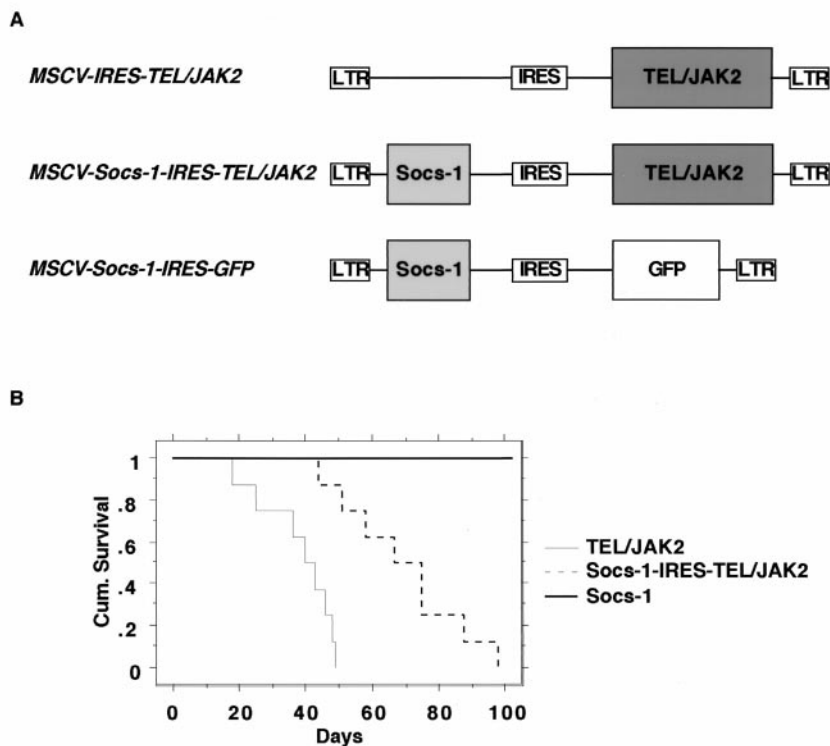 A
MSCV-IRES-TEL/JAK2
LTR IRES TEL/JAK2 LTR
MSCV-Socs-1-IRES-TEL/JAK2
LTR Socs-1 IRES TEL/JAK2 LTR
MSCV-Socs-1-IRES-GFP
LTR Socs-1 IRES GFP LTR
B
Cum. Survival
1
.8
.6
.4
.2
0
0 20 40 60 80 100
Days
TEL/JAK2
Socs-1-IRES-TEL/JAK2
Socs-1